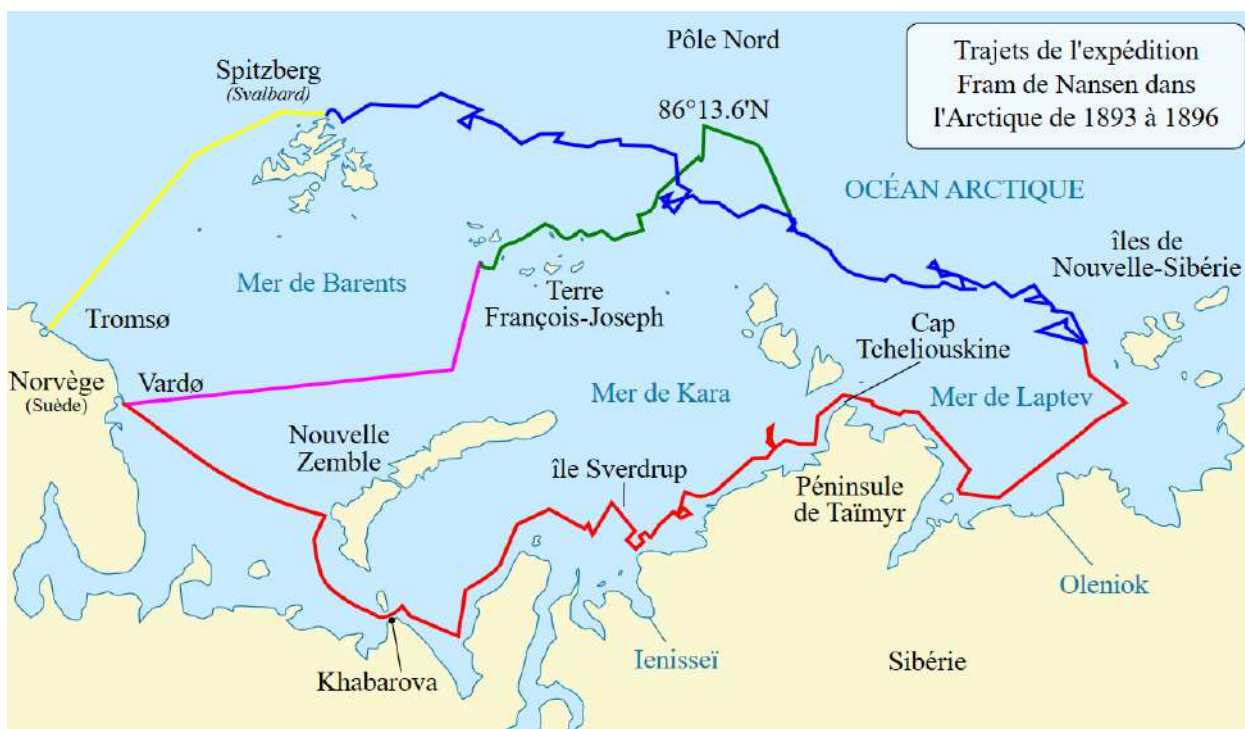 Pôle Nord
Trajets de l'expédition
Fram de Nansen dans
l'Arctique de 1893 à 1896
Spitzberg
(Svalbard)
86°13.6'N
OCÉAN ARCTIQUE
îles de
Nouvelle-Sibérie
Mer de Barents
Terre
François-Joseph
Tromsø
Cap
Tcheliouskine
Norvège
(Suède)
Vardø
Mer de Kara
Mer de Laptev
Nouvelle
Zemble
île Sverdrup
Péninsule
de Taïmyr
Oleniok
Khabarova
Ienisseï
Sibérie